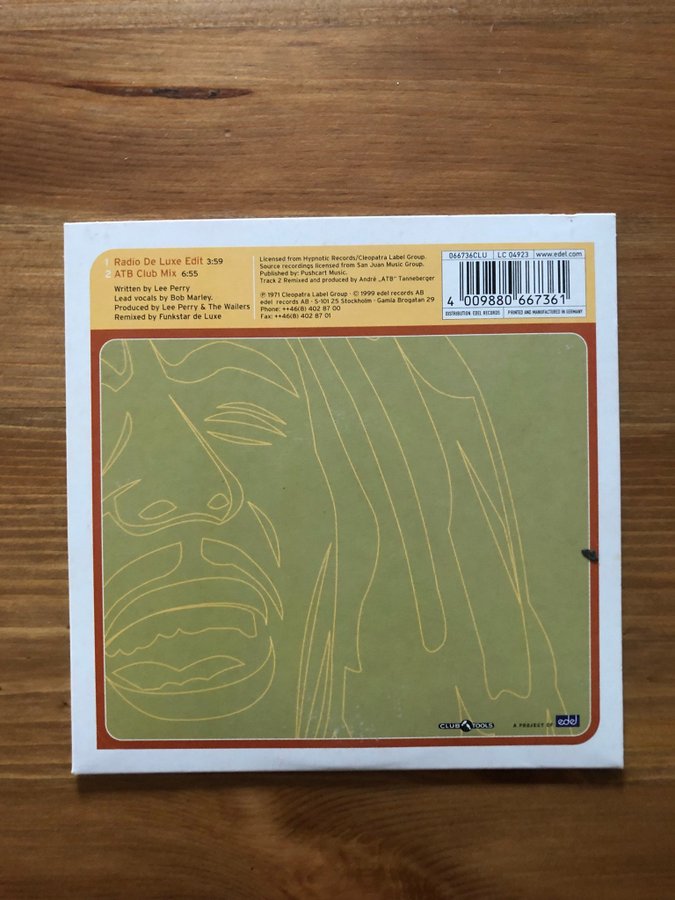 1 Radio De Luxe Edit 3:59
2 ATB Club Mix 6:55
Written by Lee Perry
Lead vocals by Bob Marley.
Produced by Lee Perry & The Wailers
Remixed by Funkstar de Luxe
Licensed from Hypnotic Records/Cleopatra Label Group.
Source recordings licensed from San Juan Music Group.
Published by: Pushcart Music.
Track 2 Remixed and produced by André „ATB" Tanneberger
℗ 1971 Cleopatra Label Group · © 1999 edel records AB
edel records AB · S-101 25 Stockholm · Gamla Brogatan 29
Phone: ++46(8) 402 87 00
Fax: ++46(8) 402 87 01
066736CLU LC 04923 www.edel.com
4 009880 667361
DISTRIBUTION EDEL RECORDS PRINTED AND MANUFACTURED IN GERMANY
CLUB TOOLS A PROJECT OF edel